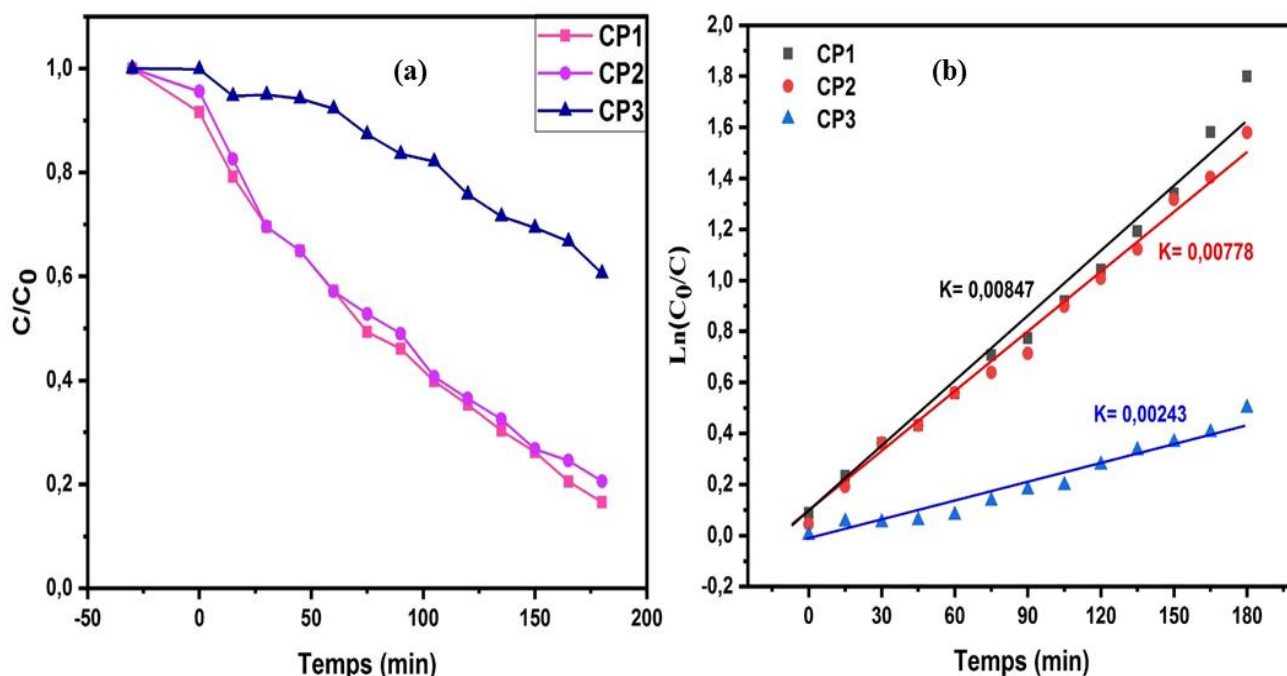 (a)
CP1
CP2
CP3
C/C0
1,0
0,8
0,6
0,4
0,2
0,0
-50
0
50
100
150
200
Temps (min)
(b)
CP1
CP2
CP3
Ln(C0/C)
2,0
1,8
1,6
1,4
1,2
1,0
0,8
0,6
0,4
0,2
0,0
-0,2
K= 0,00847
K= 0,00778
K= 0,00243
0
30
60
90
120
150
180
Temps (min)